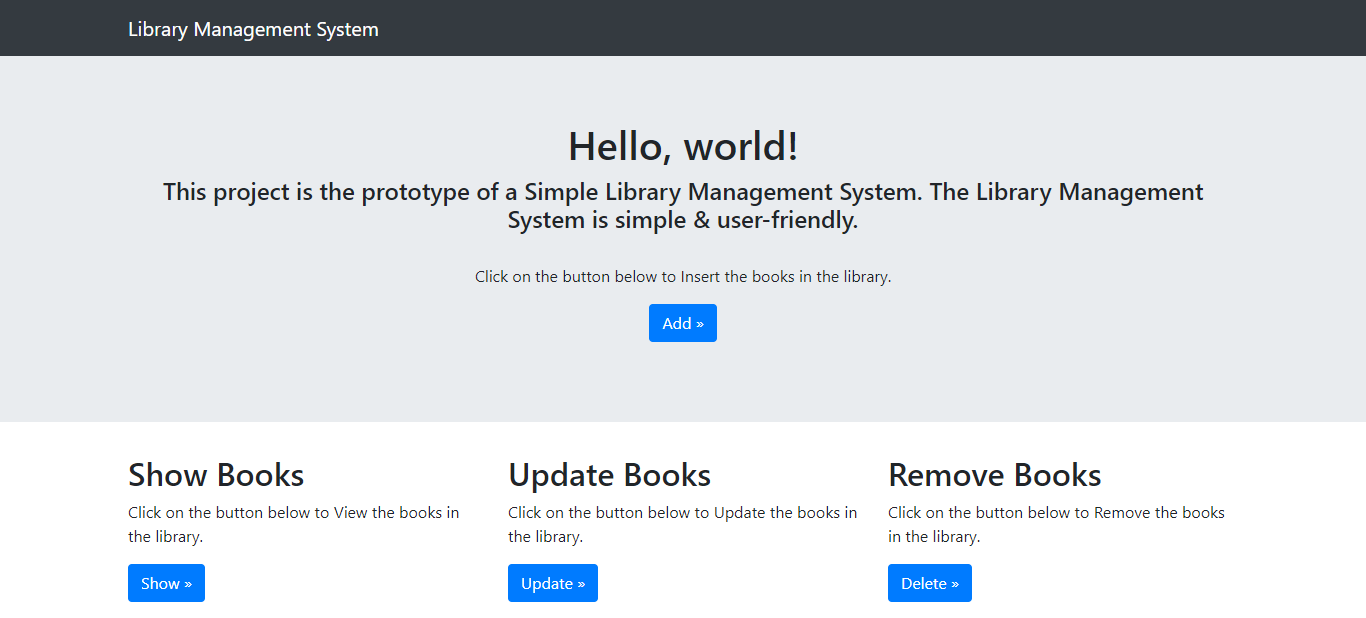 Library Management System
Hello, world!
This project is the prototype of a Simple Library Management System. The Library Management
System is simple & user-friendly.
Click on the button below to Insert the books in the library.
Add »
Show Books
Click on the button below to View the books in
the library.
Show »
Update Books
Click on the button below to Update the books in
the library.
Update »
Remove Books
Click on the button below to Remove the books
in the library.
Delete »